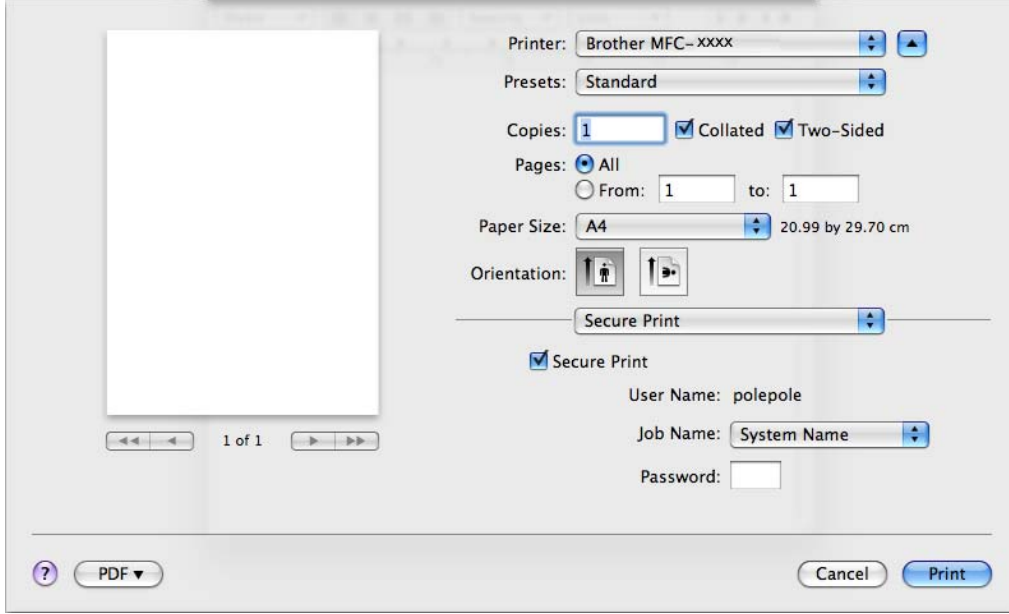 Printer: Brother MFC-xxxx
Presets: Standard
Copies: 1 Collated Two-Sided
Pages: All
From: 1 to: 1
Paper Size: A4 20.99 by 29.70 cm
Orientation:
Secure Print
Secure Print
User Name: polepole
1 of 1
Job Name: System Name
Password:
? PDF ▼ Cancel Print